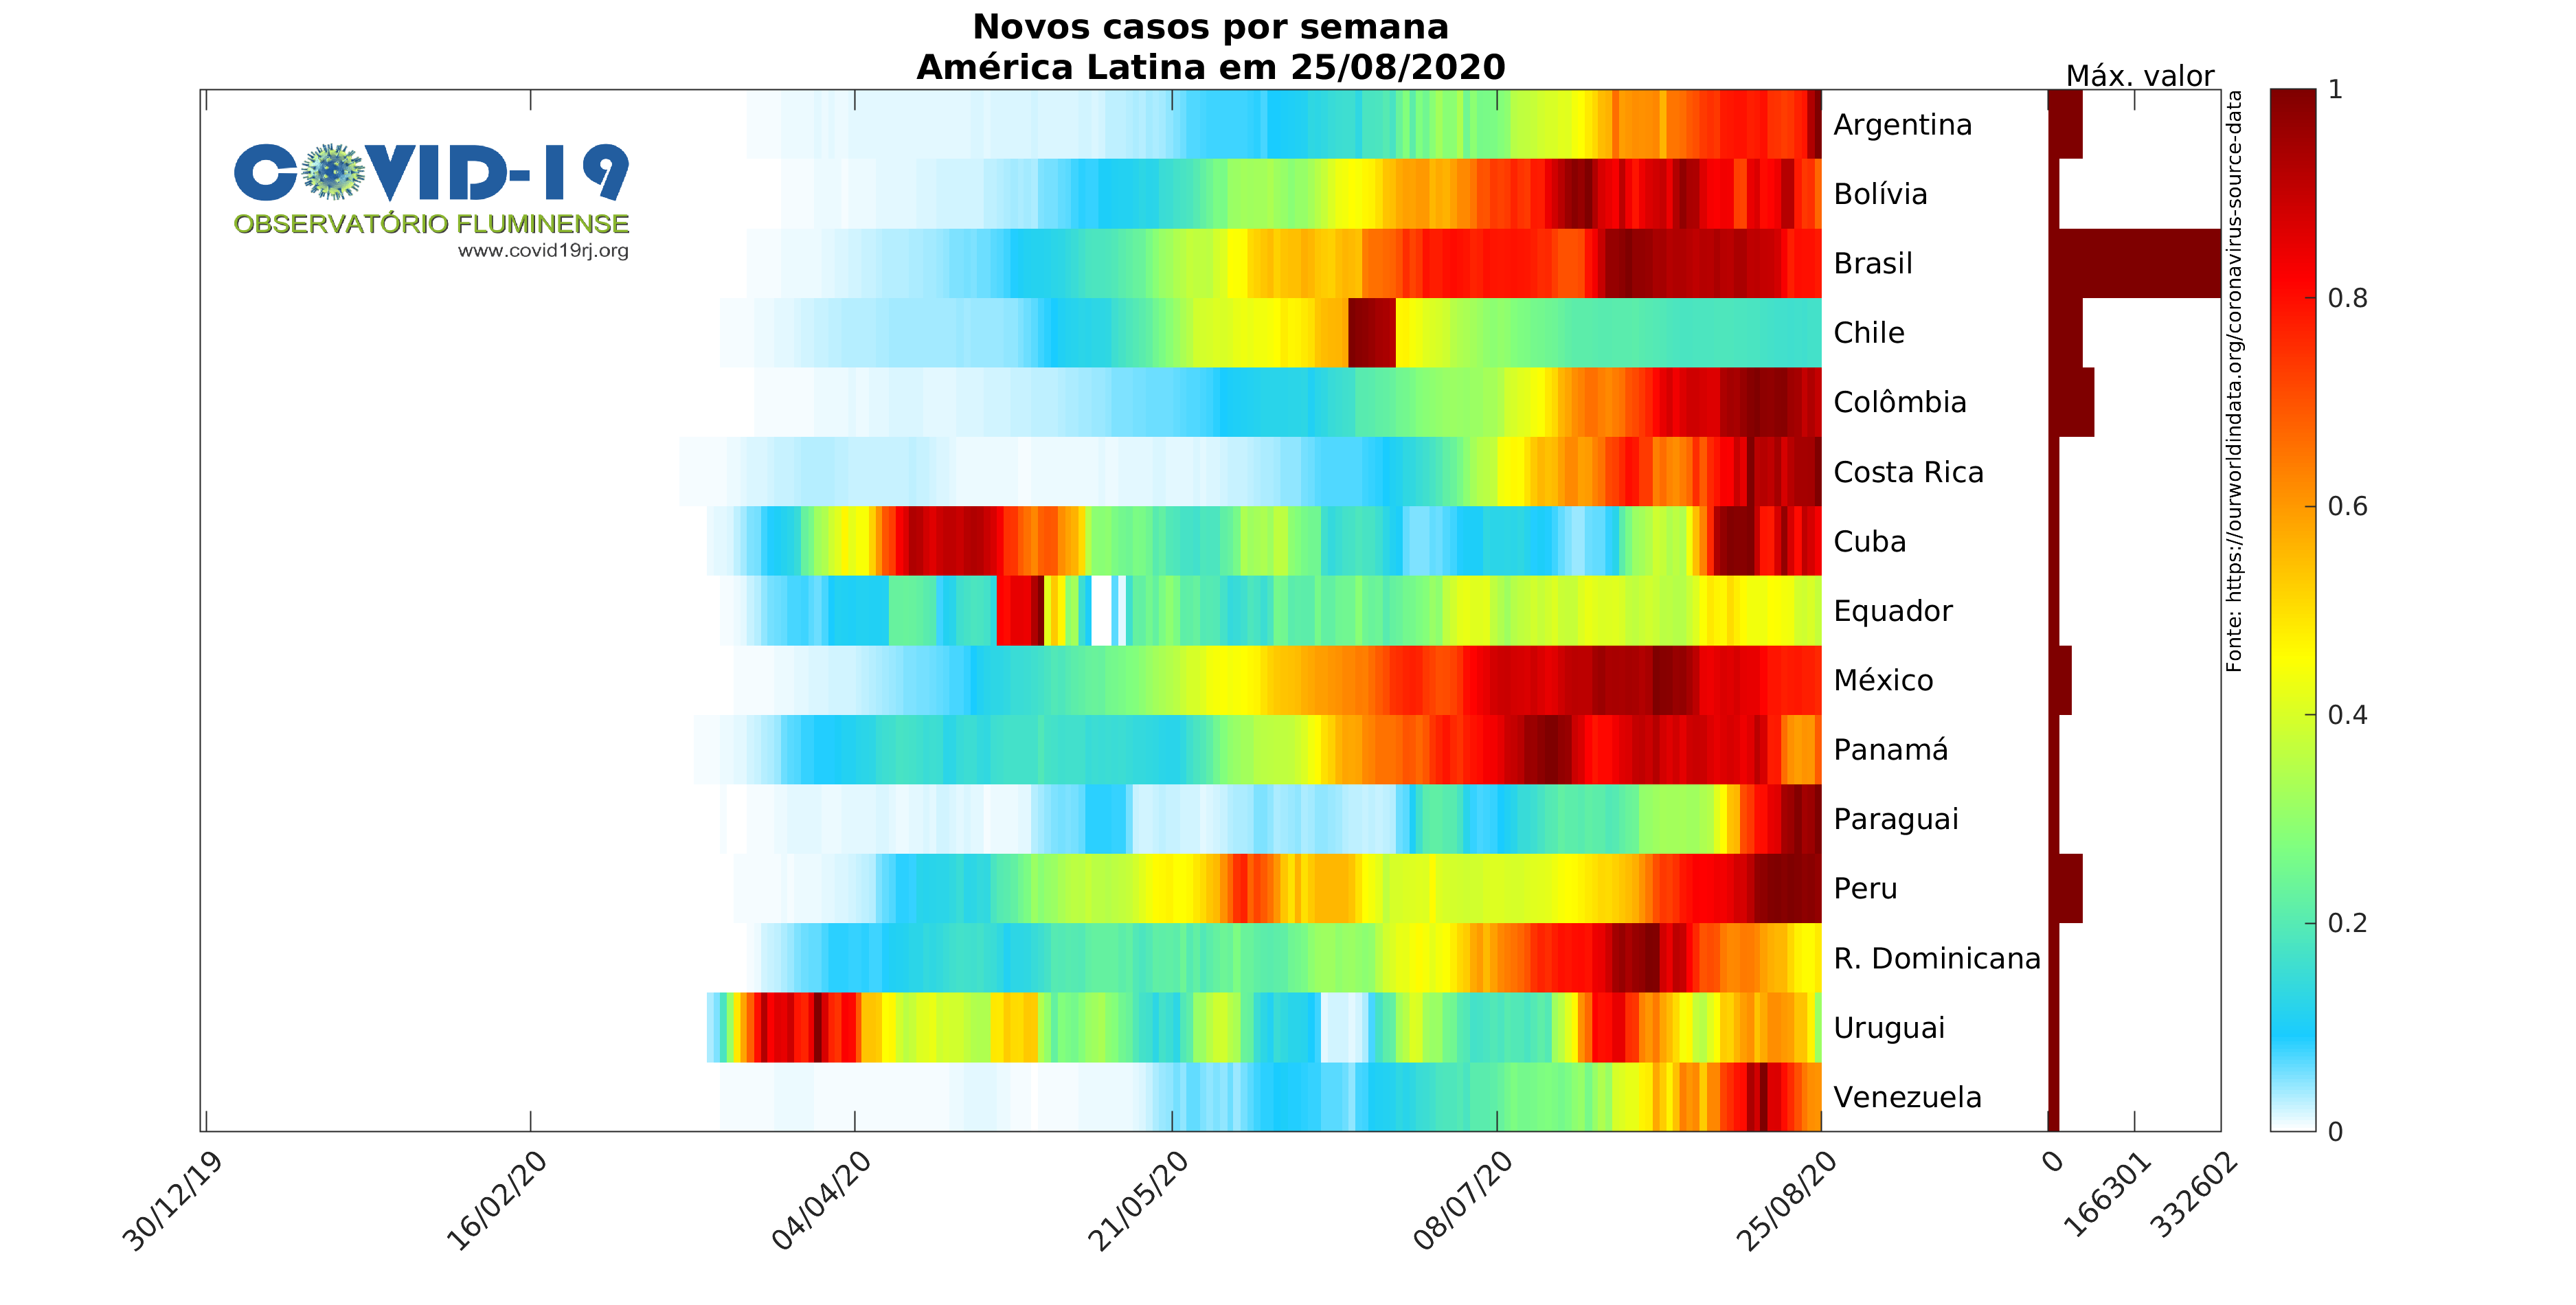 Novos casos por semana
América Latina em 25/08/2020
Máx. valor
COVID-19
OBSERVATÓRIO FLUMINENSE
www.covid19rj.org
Argentina
Bolívia
Brasil
Chile
Colômbia
Costa Rica
Cuba
Equador
México
Panamá
Paraguai
Peru
R. Dominicana
Uruguai
Venezuela
Fonte: https://ourworldindata.org/coronavirus-source-data
1
0.8
0.6
0.4
0.2
0
30/12/19
16/02/20
04/04/20
21/05/20
08/07/20
25/08/20
0
166301
332602